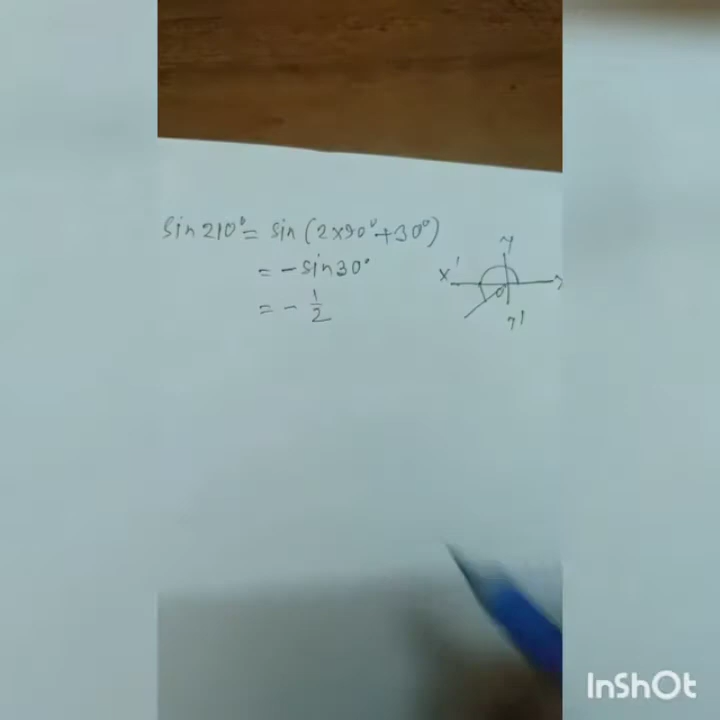 sin 210° = sin (2×90°+30°)
= - sin 30°
= - 1/2
y
x'
O
y'
InShOt